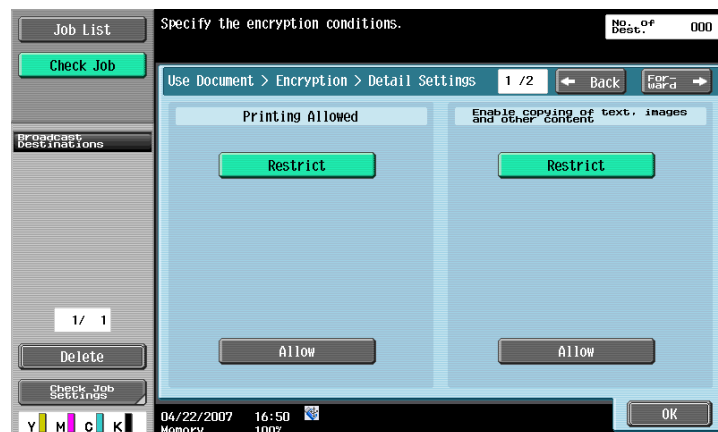 Job List
Check Job
Broadcast
Destinations
1/ 1
Delete
Check Job
Settings
Y M C K
Specify the encryption conditions.
No. of
Dest.
000
Use Document > Encryption > Detail Settings
1 /2
← Back
For-
ward →
Printing Allowed
Enable copying of text, images
and other content
Restrict
Restrict
Allow
Allow
04/22/2007 16:50
Memory 100%
OK